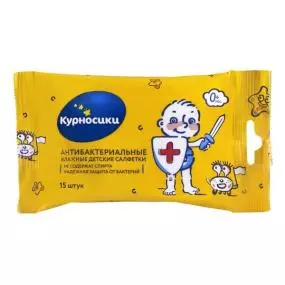 Курносики
0+
АНТИБАКТЕРИАЛЬНЫЕ
ВЛАЖНЫЕ ДЕТСКИЕ САЛФЕТКИ
НЕ СОДЕРЖАТ СПИРТА
НАДЕЖНАЯ ЗАЩИТА ОТ БАКТЕРИЙ
15 штук